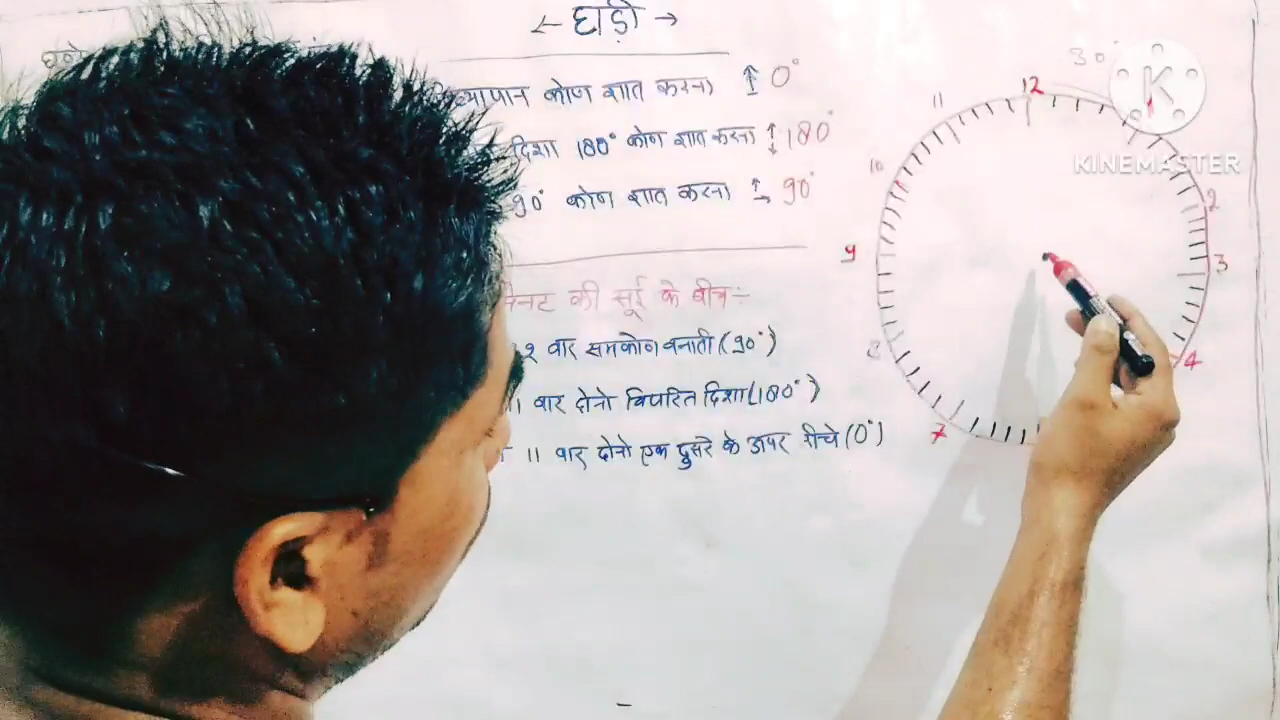 ← घड़ी →
कोण ज्ञात करना ↑ 0°
दिशा 180° कोण ज्ञात करना ↑ 180°
90° कोण ज्ञात करना ↑→ 90°
की सूई के बीच :-
वार समकोण बनाती (90°)
11 वार दोनो विपरित दिशा (180°)
11 वार दोनो एक दुसरे के ऊपर नीचे (0°)
30°
12
11
10
9
8
7
2
3
4
K
KINEMASTER